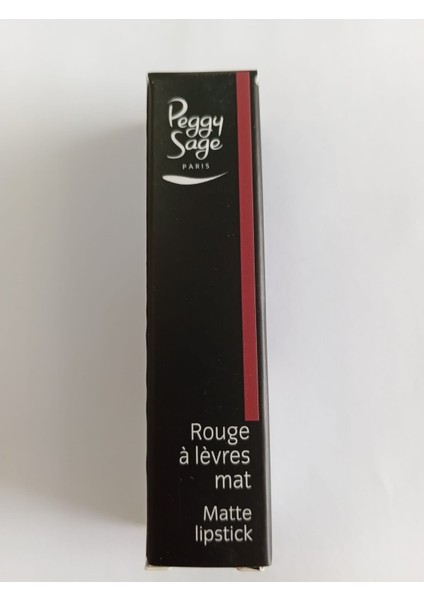 Peggy
Sage
PARIS
Rouge
à lèvres
mat
Matte
lipstick